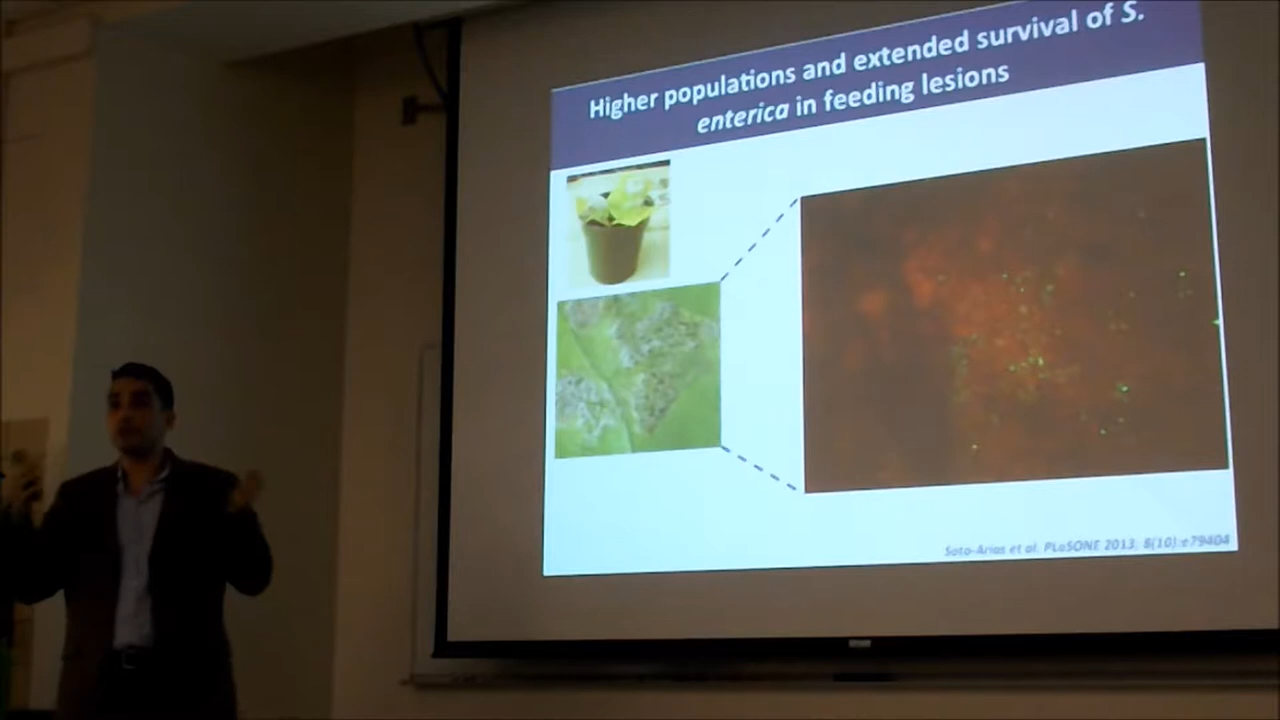 Higher populations and extended survival of S.
enterica in feeding lesions
Soto-Arias et al. PLoSONE 2013; 8(10):e79404